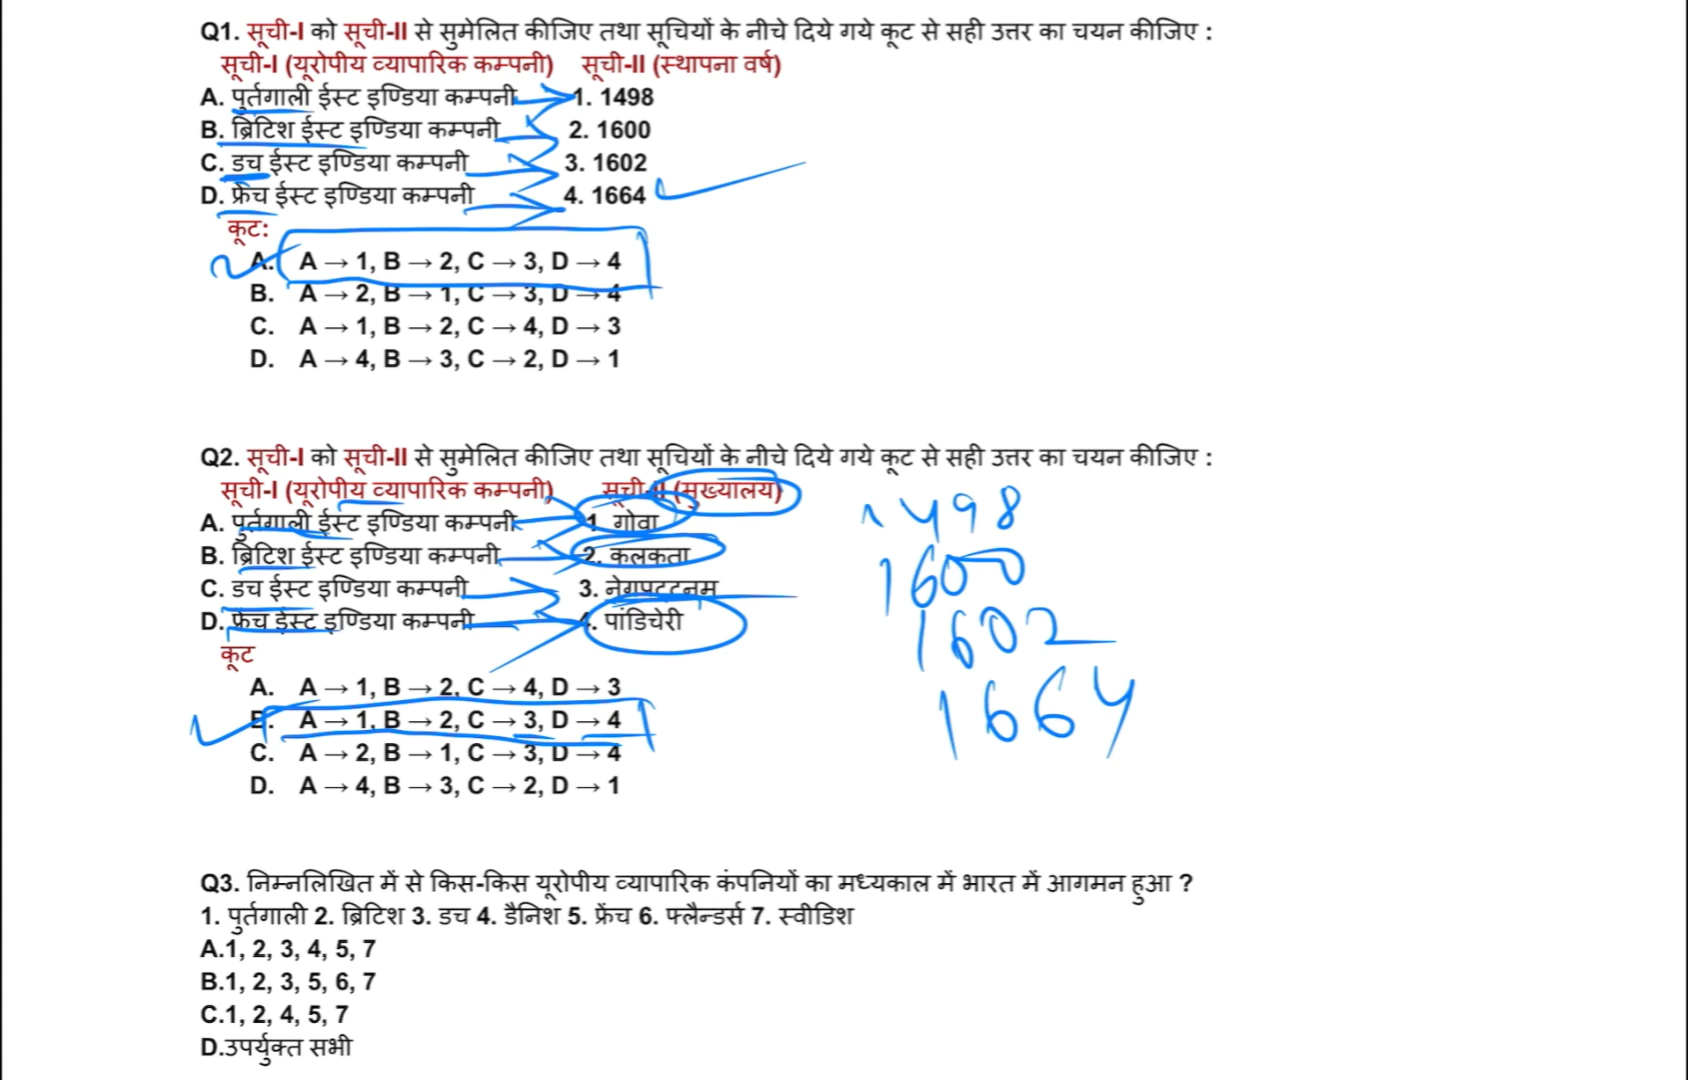 Q1. सूची-I को सूची-II से सुमेलित कीजिए तथा सूचियों के नीचे दिये गये कूट से सही उत्तर का चयन कीजिए :
सूची-I (यूरोपीय व्यापारिक कम्पनी) सूची-II (स्थापना वर्ष)
A. पुर्तगाली ईस्ट इण्डिया कम्पनी 1. 1498
B. ब्रिटिश ईस्ट इण्डिया कम्पनी 2. 1600
C. डच ईस्ट इण्डिया कम्पनी 3. 1602
D. फ्रेंच ईस्ट इण्डिया कम्पनी 4. 1664
कूट:
A. A → 1, B → 2, C → 3, D → 4
B. A → 2, B → 1, C → 3, D → 4
C. A → 1, B → 2, C → 4, D → 3
D. A → 4, B → 3, C → 2, D → 1
Q2. सूची-I को सूची-II से सुमेलित कीजिए तथा सूचियों के नीचे दिये गये कूट से सही उत्तर का चयन कीजिए :
सूची-I (यूरोपीय व्यापारिक कम्पनी) सूची-II (मुख्यालय)
A. पुर्तगाली ईस्ट इण्डिया कम्पनी 1. गोवा
B. ब्रिटिश ईस्ट इण्डिया कम्पनी 2. कलकता
C. डच ईस्ट इण्डिया कम्पनी 3. नेगपट्टनम
D. फ्रेंच ईस्ट इण्डिया कम्पनी 4. पांडिचेरी
कूट
A. A → 1, B → 2, C → 4, D → 3
B. A → 1, B → 2, C → 3, D → 4
C. A → 2, B → 1, C → 3, D → 4
D. A → 4, B → 3, C → 2, D → 1
1498
1600
1602
1664
Q3. निम्नलिखित में से किस-किस यूरोपीय व्यापारिक कंपनियों का मध्यकाल में भारत में आगमन हुआ ?
1. पुर्तगाली 2. ब्रिटिश 3. डच 4. डैनिश 5. फ्रेंच 6. फ्लैन्डर्स 7. स्वीडिश
A.1, 2, 3, 4, 5, 7
B.1, 2, 3, 5, 6, 7
C.1, 2, 4, 5, 7
D.उपर्युक्त सभी